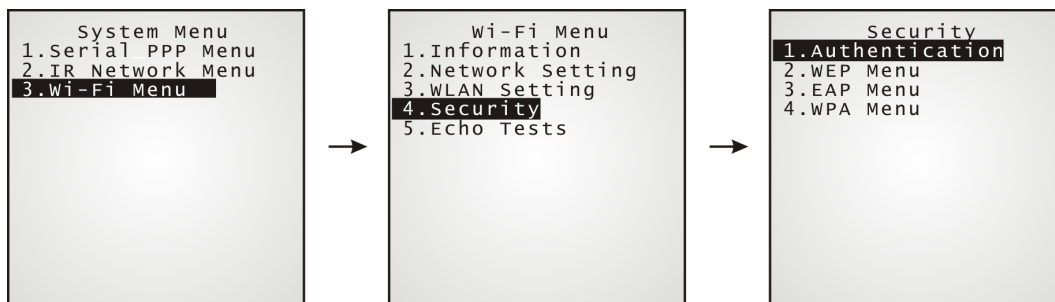 System Menu
1.Serial PPP Menu
2.IR Network Menu
3.Wi-Fi Menu
Wi-Fi Menu
1.Information
2.Network Setting
3.WLAN Setting
4.Security
5.Echo Tests
Security
1.Authentication
2.WEP Menu
3.EAP Menu
4.WPA Menu